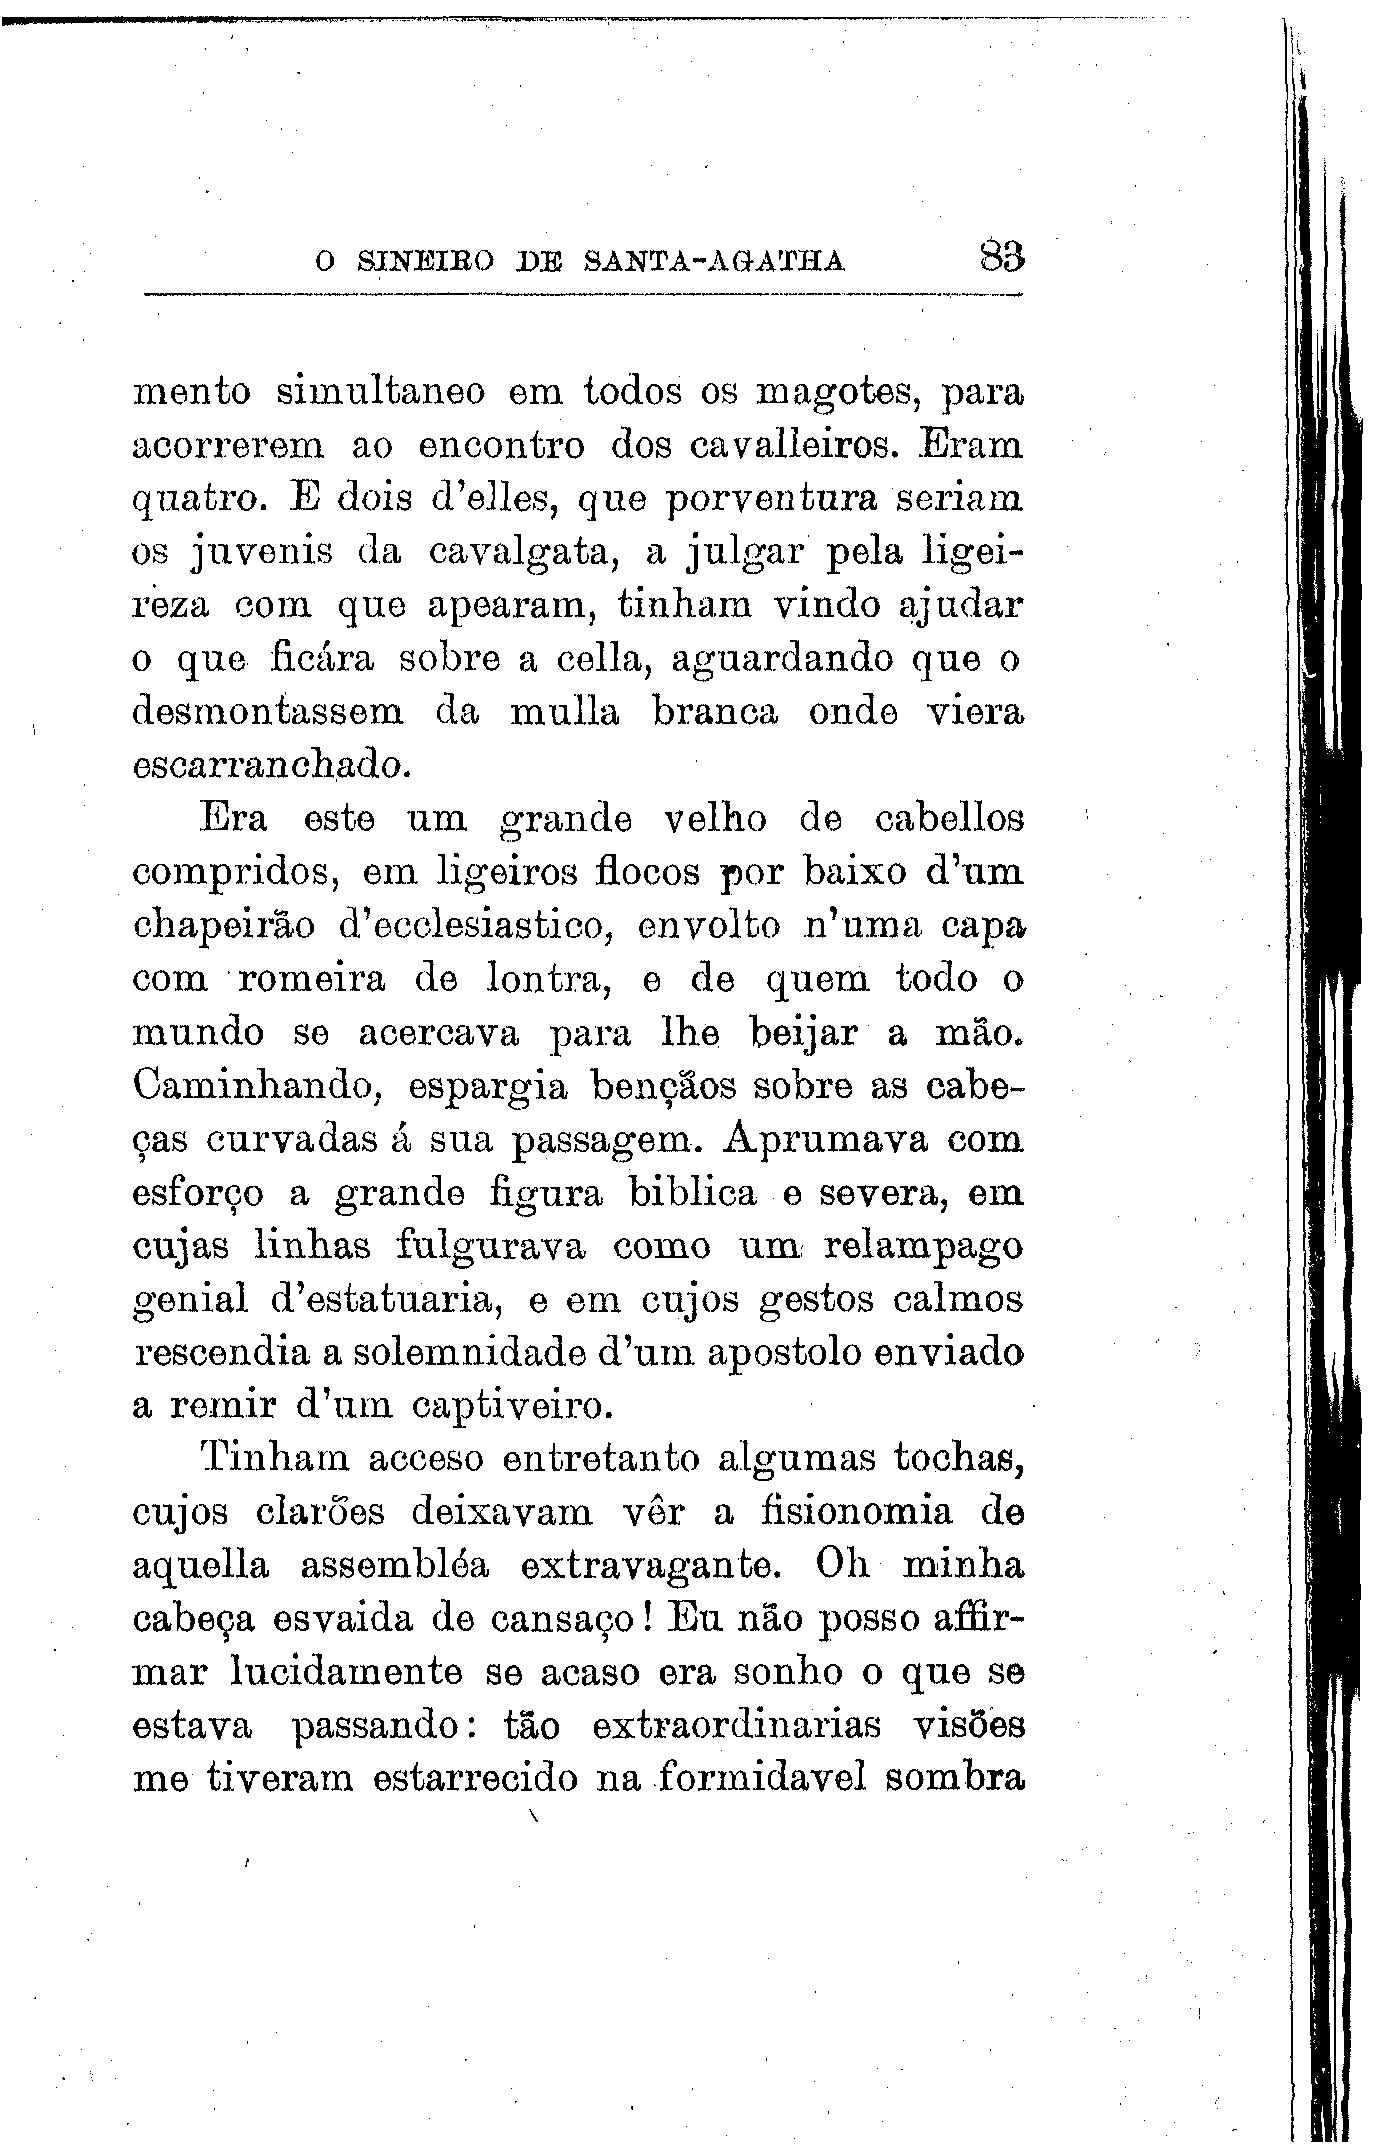 O SINEIRO DE SANTA-AGATHA 83
mento simultaneo em todos os magotes, para
acorrerem ao encontro dos cavalleiros. Eram
quatro. E dois d'elles, que porventura seriam
os juvenis da cavalgata, a julgar pela ligei-
reza com que apearam, tinham vindo ajudar
o que ficára sobre a cella, aguardando que o
desmontassem da mulla branca onde viera
escarranchado.
Era este um grande velho de cabellos
compridos, em ligeiros flocos por baixo d'um
chapeirão d'ecclesiastico, envolto n'uma capa
com romeira de lontra, e de quem todo o
mundo se acercava para lhe beijar a mão.
Caminhando, espargia bençãos sobre as cabe-
ças curvadas á sua passagem. Aprumava com
esforço a grande figura biblica e severa, em
cujas linhas fulgurava como um relampago
genial d'estatuaria, e em cujos gestos calmos
rescendia a solemnidade d'um apostolo enviado
a remir d'um captiveiro.
Tinham acceso entretanto algumas tochas,
cujos clarões deixavam vêr a fisionomia de
aquella assembléa extravagante. Oh minha
cabeça esvaida de cansaço! Eu não posso affir-
mar lucidamente se acaso era sonho o que se
estava passando: tão extraordinarias visões
me tiveram estarrecido na formidavel sombra